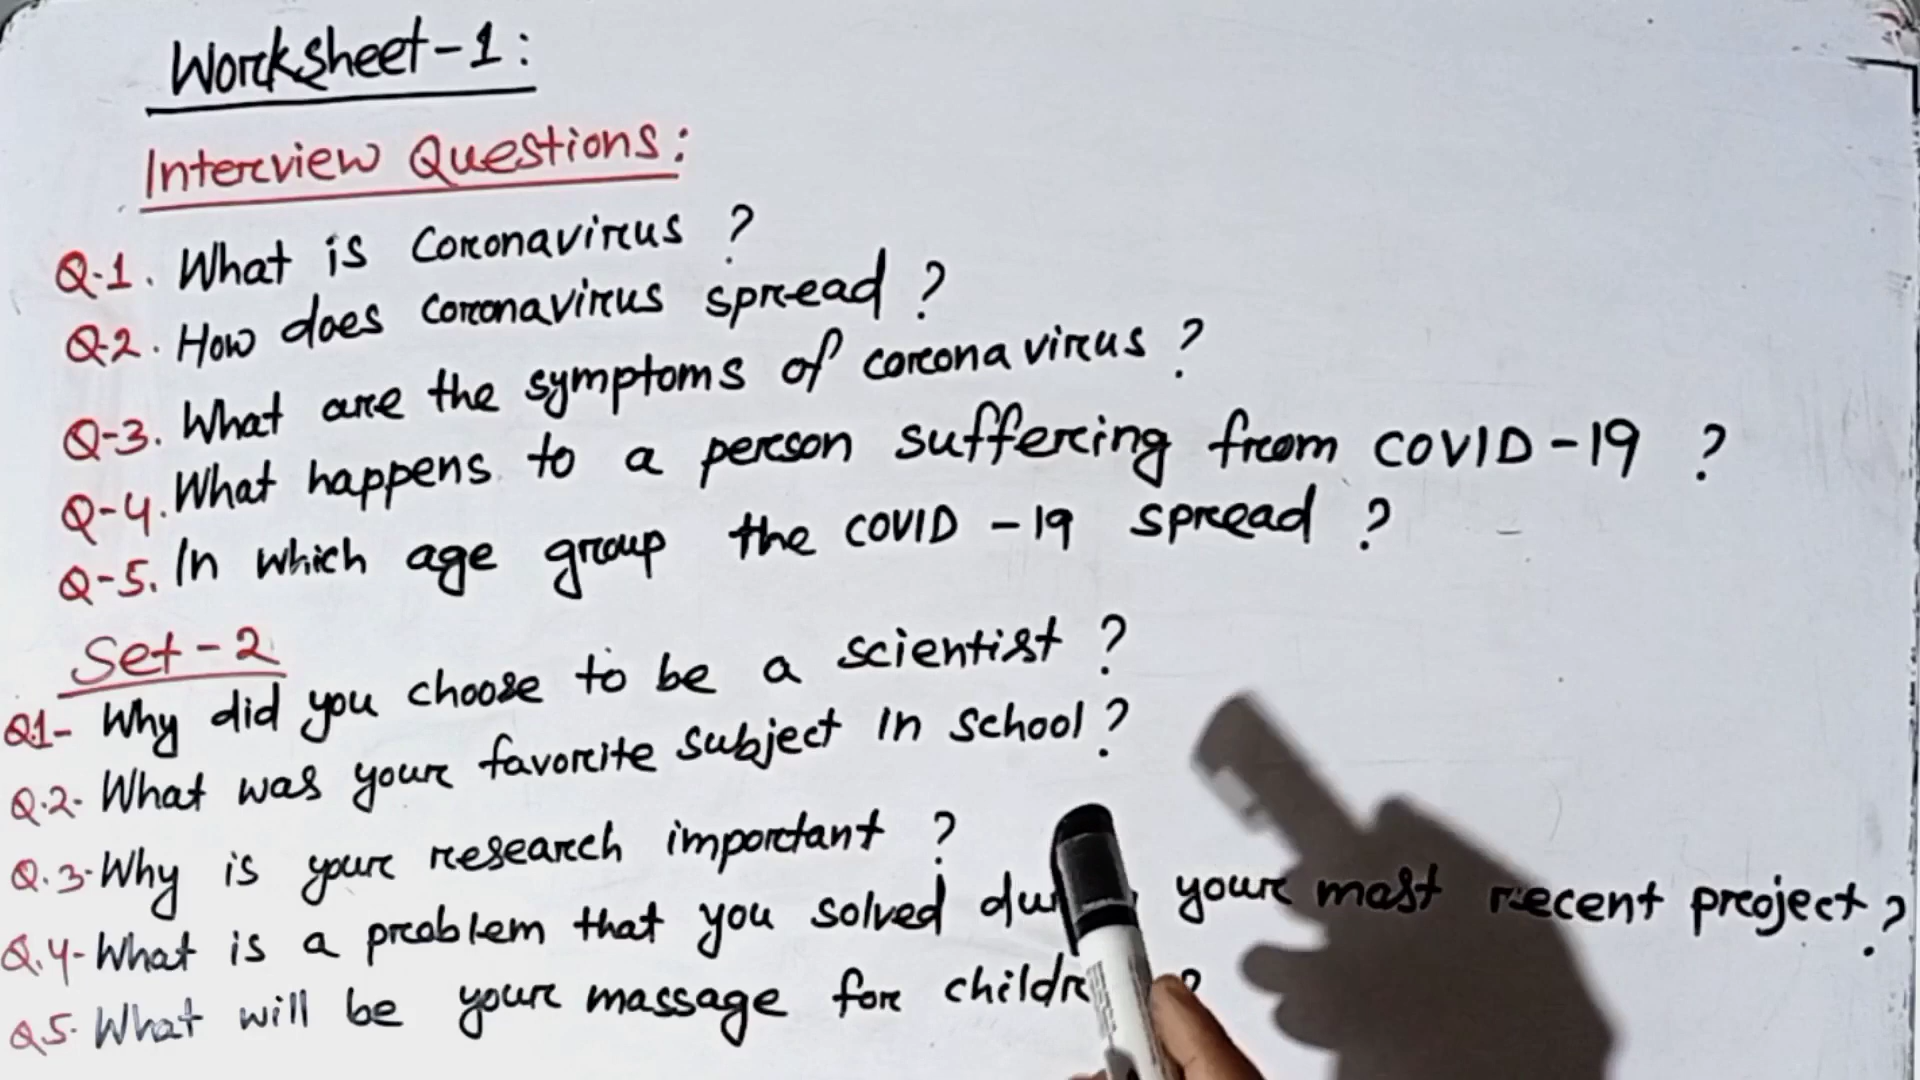 Worksheet-1:
Interview Questions:
Q-1. What is Coronavirus ?
Q-2. How does coronavirus spread ?
Q-3. What are the symptoms of coronavirus ?
Q-4. What happens to a person suffering from COVID-19 ?
Q-5. In which age group the COVID-19 spread ?
Set-2
Q1- Why did you choose to be a scientist ?
Q.2- What was your favorite subject in school ?
Q.3- Why is your research important ?
Q.4- What is a problem that you solved your most recent project ?
Q.5- What will be your massage for ?